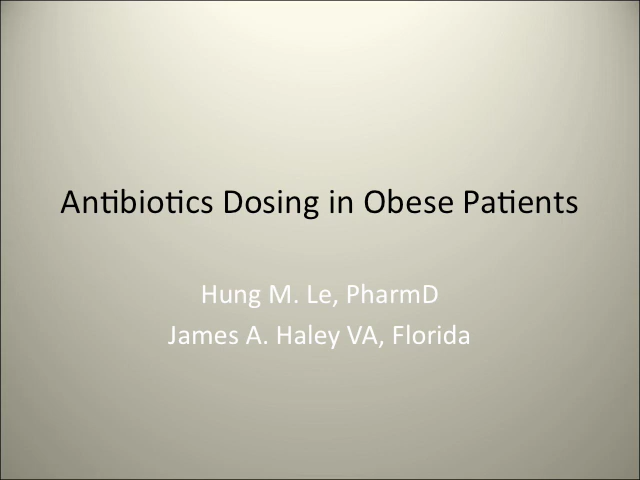 Antibiotics Dosing in Obese Patients
Hung M. Le, PharmD
James A. Haley VA, Florida